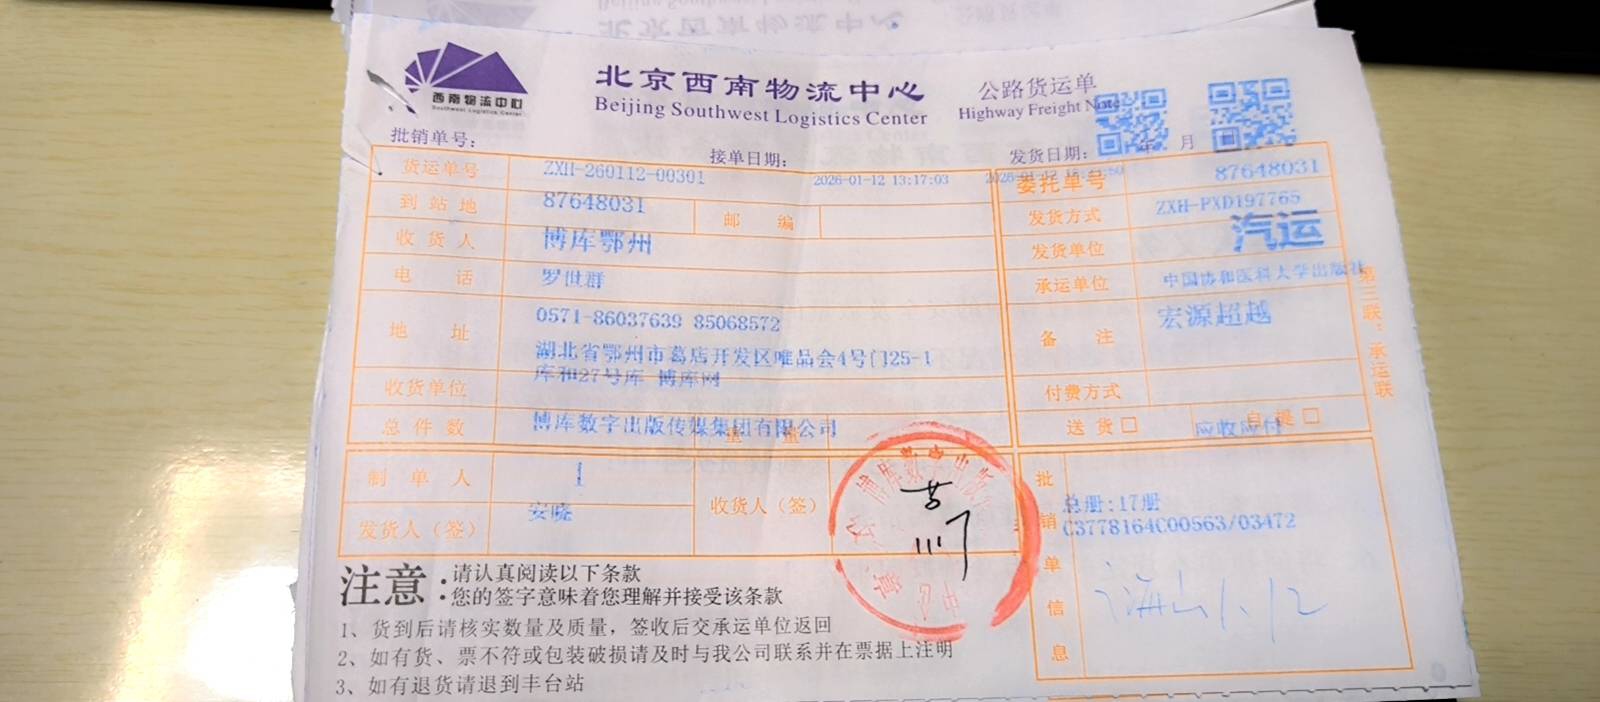 西南物流中心
Southwest Logistics Center
北京西南物流中心
Beijing Southwest Logistics Center
公路货运单
Highway Freight Note
批销单号:
接单日期:
发货日期: 年 月
货运单号 ZXH-260112-00301 2026-01-12 13:17:03
委托单号 87648031
到站地 87648031 邮编
发货方式 ZXH-PXD197765
收货人 博库鄂州
发货单位 汽运
电话 罗世群
承运单位 中国协和医科大学出版社
地址 0571-86037639 85068572
湖北省鄂州市葛店开发区唯品会4号门25-1
库和27号库 博库网
备注 宏源超越
收货单位
付费方式
总件数 博库数字出版传媒集团有限公司
送货□ 自提□
应收应付
制单人 1
发货人（签） 安晓
收货人（签）
批销单信息
总册:17册
C3778164C00563/03472
第三联：承运联
注意:
请认真阅读以下条款
您的签字意味着您理解并接受该条款
1、货到后请核实数量及质量，签收后交承运单位返回
2、如有货、票不符或包装破损请及时与我公司联系并在票据上注明
3、如有退货请退到丰台站